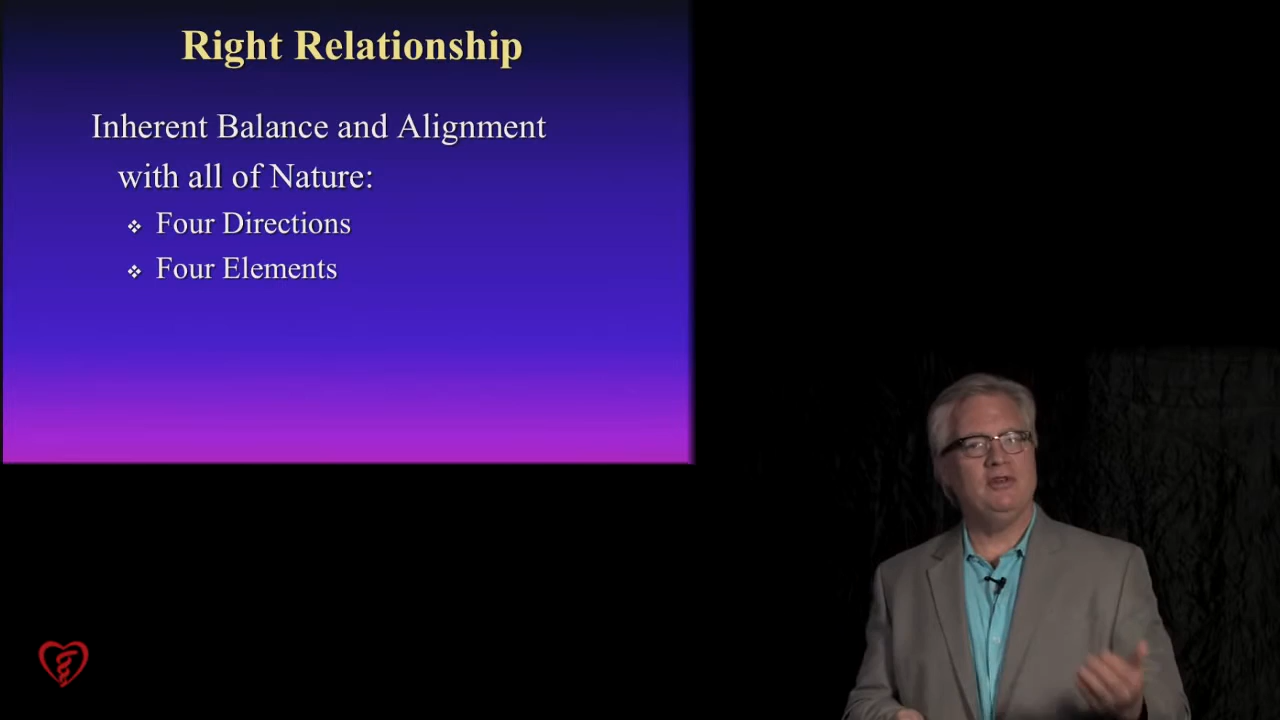 Right Relationship
Inherent Balance and Alignment
with all of Nature:
❖ Four Directions
❖ Four Elements